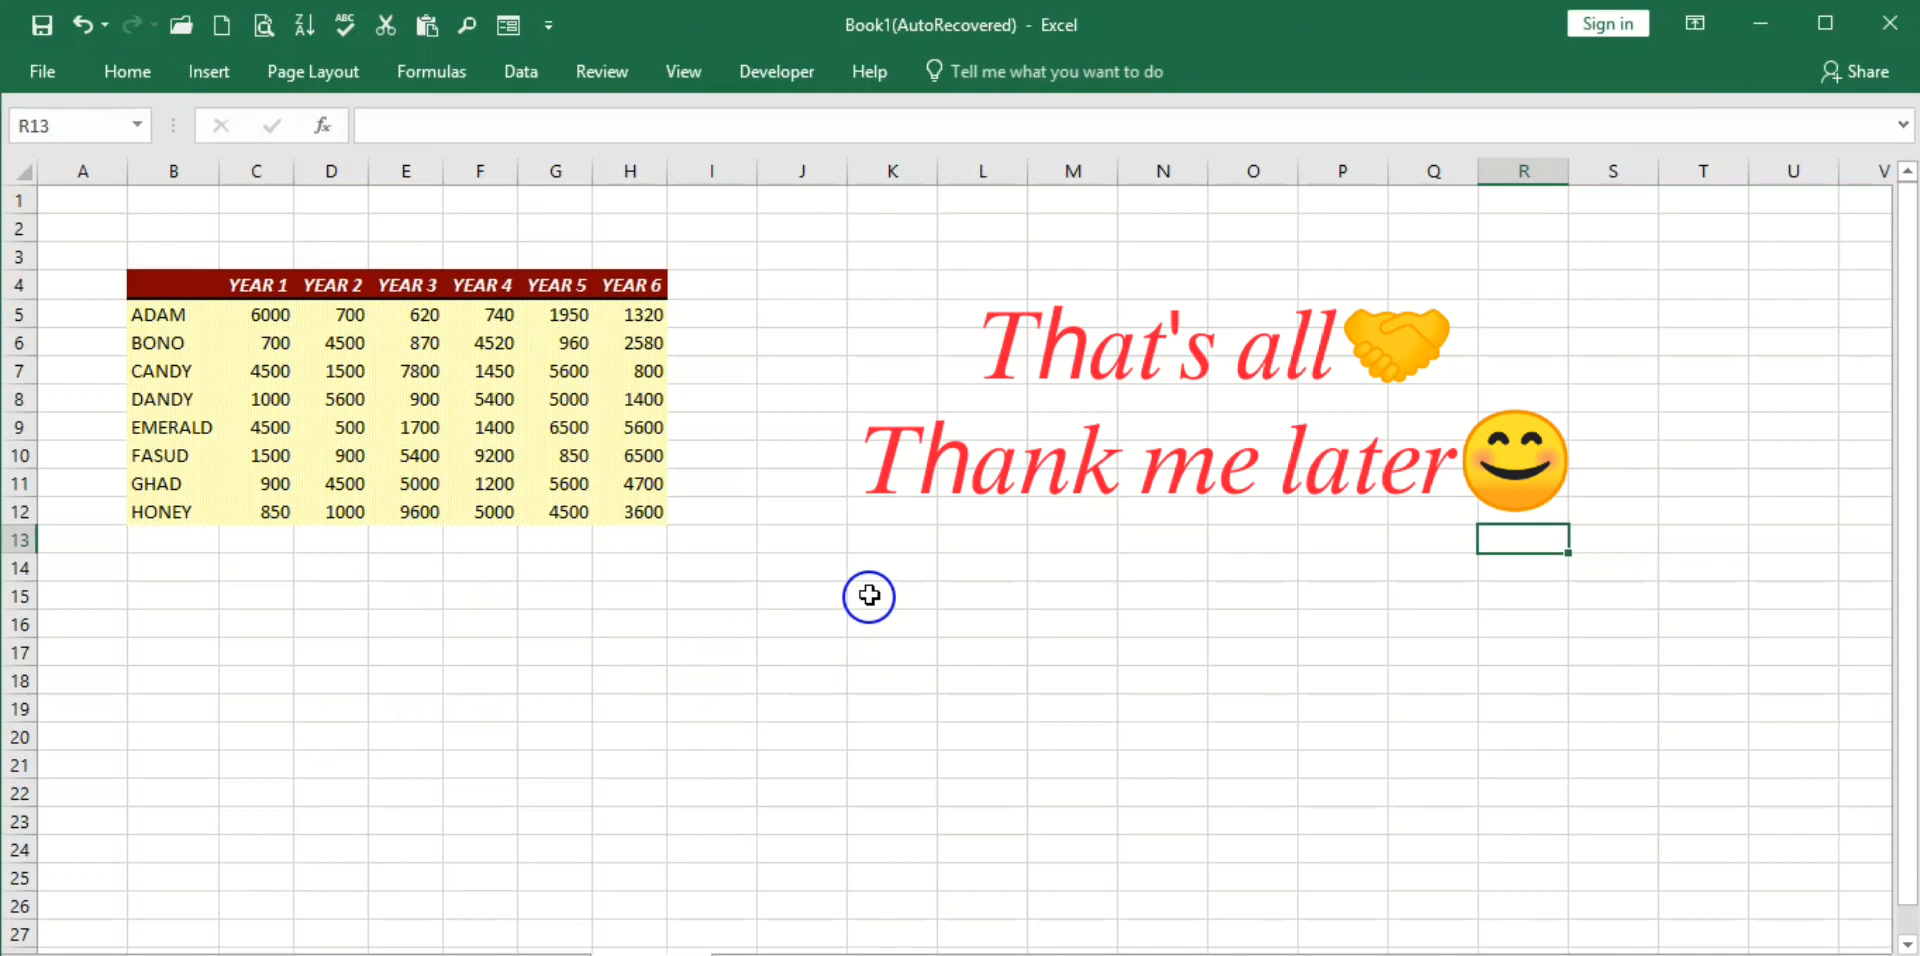 Book1(AutoRecovered) - Excel
Sign in
File Home Insert Page Layout Formulas Data Review View Developer Help Tell me what you want to do Share
R13 fx
A B C D E F G H I J K L M N O P Q R S T U V
1
2
3
4 YEAR 1 YEAR 2 YEAR 3 YEAR 4 YEAR 5 YEAR 6
5 ADAM 6000 700 620 740 1950 1320
6 BONO 700 4500 870 4520 960 2580
7 CANDY 4500 1500 7800 1450 5600 800
8 DANDY 1000 5600 900 5400 5000 1400
9 EMERALD 4500 500 1700 1400 6500 5600
10 FASUD 1500 900 5400 9200 850 6500
11 GHAD 900 4500 5000 1200 5600 4700
12 HONEY 850 1000 9600 5000 4500 3600
13
14
15
16
17
18
19
20
21
22
23
24
25
26
27
That's all🤝
Thank me later😊